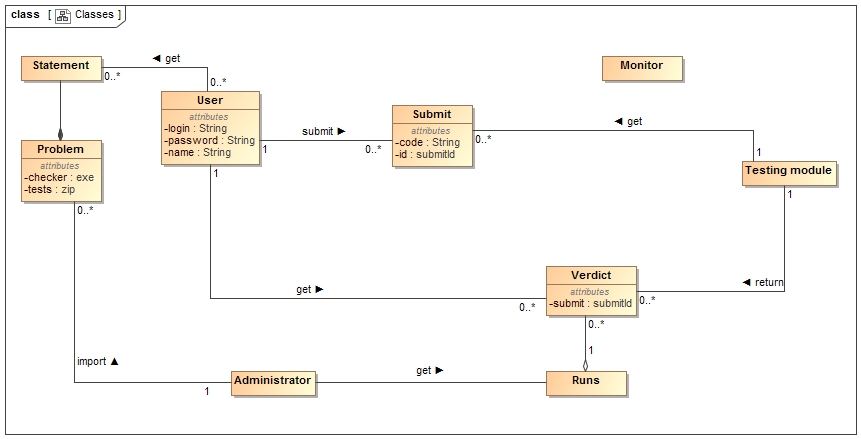 class [ Classes ]
◄ get
Statement
0..*
0..*
Monitor
User
attributes
-login : String
-password : String
-name : String
submit ►
1
0..*
1
Submit
attributes
-code : String
-id : submitId
0..*
◄ get
1
Testing module
1
Problem
attributes
-checker : exe
-tests : zip
0..*
get ►
0..*
Verdict
attributes
-submit : submitId
0..*
◄ return
0..*
1
import ▲
1
Administrator
get ►
Runs